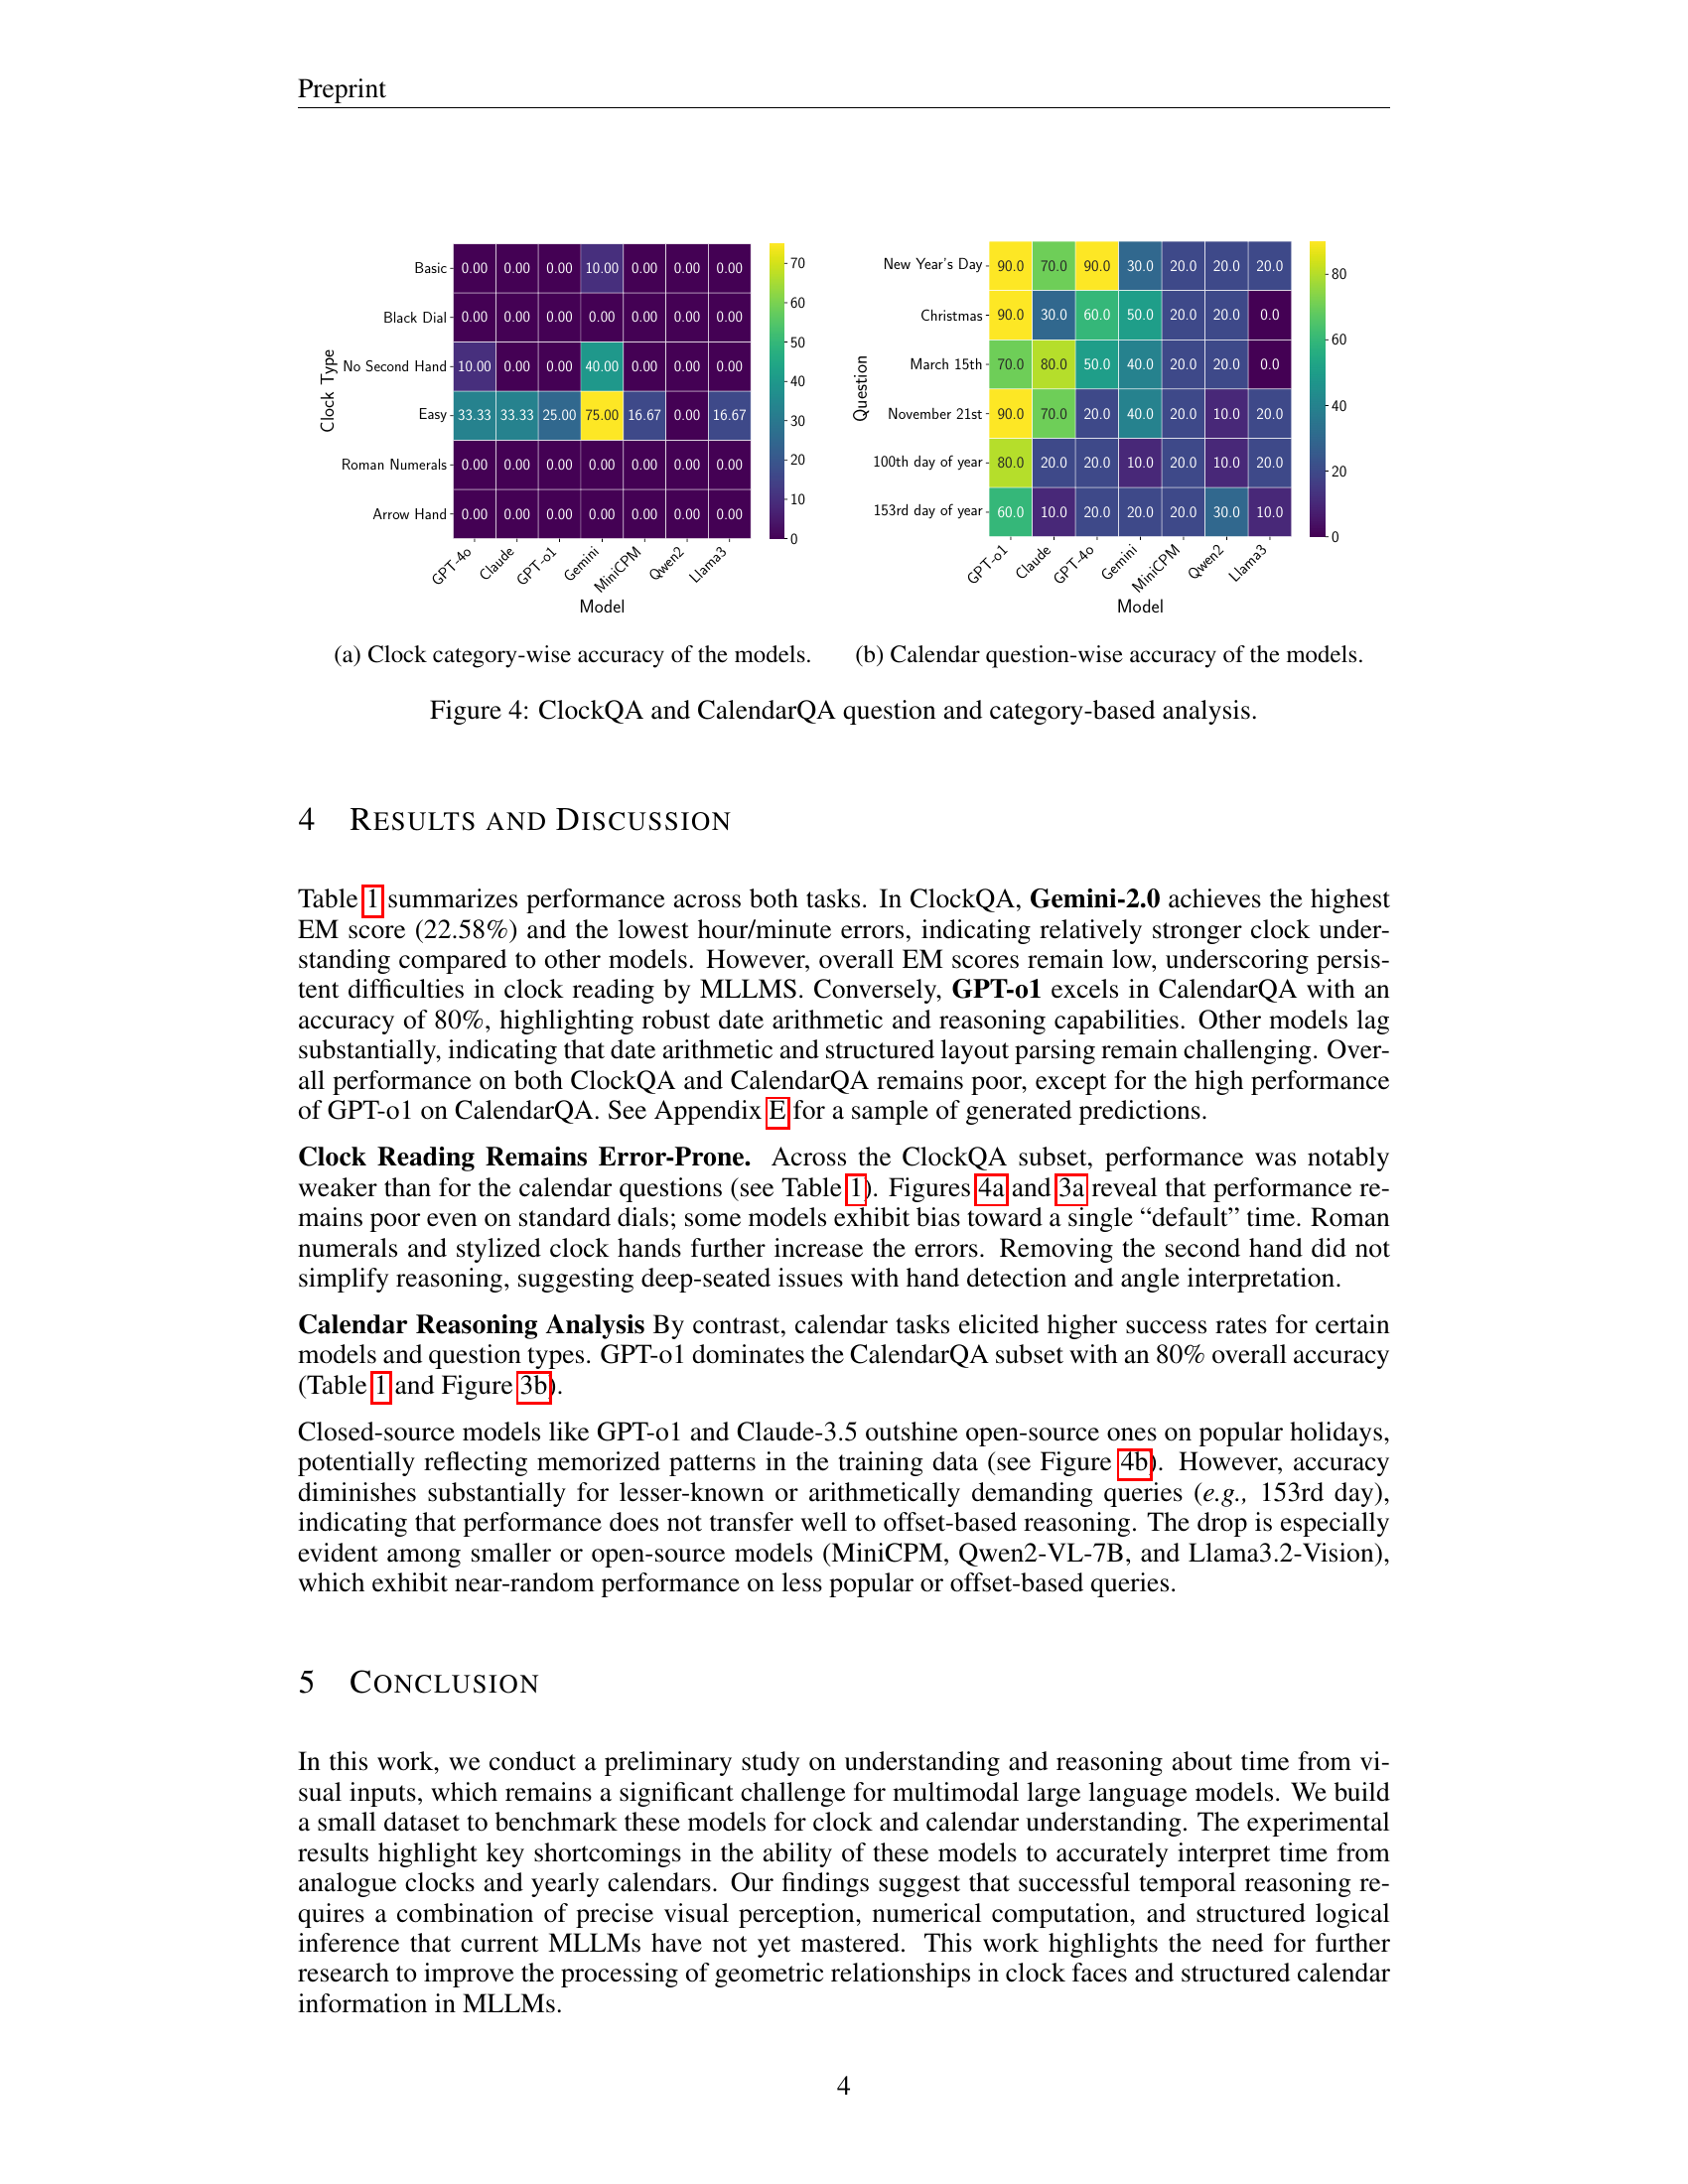 Preprint
Clock Type
Basic 0.00 0.00 0.00 10.00 0.00 0.00 0.00
Black Dial 0.00 0.00 0.00 0.00 0.00 0.00 0.00
No Second Hand 10.00 0.00 0.00 40.00 0.00 0.00 0.00
Easy 33.33 33.33 25.00 75.00 16.67 0.00 16.67
Roman Numerals 0.00 0.00 0.00 0.00 0.00 0.00 0.00
Arrow Hand 0.00 0.00 0.00 0.00 0.00 0.00 0.00
GPT-4o Claude GPT-o1 Gemini MiniCPM Qwen2 Llama3
Model
70
60
50
40
30
20
10
0
Question
New Year's Day 90.0 70.0 90.0 30.0 20.0 20.0 20.0
Christmas 90.0 30.0 60.0 50.0 20.0 20.0 0.0
March 15th 70.0 80.0 50.0 40.0 20.0 20.0 0.0
November 21st 90.0 70.0 20.0 40.0 20.0 10.0 20.0
100th day of year 80.0 20.0 20.0 10.0 20.0 10.0 20.0
153rd day of year 60.0 10.0 20.0 20.0 20.0 30.0 10.0
GPT-o1 Claude GPT-4o Gemini MiniCPM Qwen2 Llama3
Model
80
60
40
20
0
(a) Clock category-wise accuracy of the models.
(b) Calendar question-wise accuracy of the models.
Figure 4: ClockQA and CalendarQA question and category-based analysis.
4 RESULTS AND DISCUSSION
Table 1 summarizes performance across both tasks. In ClockQA, Gemini-2.0 achieves the highest
EM score (22.58%) and the lowest hour/minute errors, indicating relatively stronger clock under-
standing compared to other models. However, overall EM scores remain low, underscoring persis-
tent difficulties in clock reading by MLLMS. Conversely, GPT-o1 excels in CalendarQA with an
accuracy of 80%, highlighting robust date arithmetic and reasoning capabilities. Other models lag
substantially, indicating that date arithmetic and structured layout parsing remain challenging. Over-
all performance on both ClockQA and CalendarQA remains poor, except for the high performance
of GPT-o1 on CalendarQA. See Appendix E for a sample of generated predictions.
Clock Reading Remains Error-Prone. Across the ClockQA subset, performance was notably
weaker than for the calendar questions (see Table 1). Figures 4a and 3a reveal that performance re-
mains poor even on standard dials; some models exhibit bias toward a single “default” time. Roman
numerals and stylized clock hands further increase the errors. Removing the second hand did not
simplify reasoning, suggesting deep-seated issues with hand detection and angle interpretation.
Calendar Reasoning Analysis By contrast, calendar tasks elicited higher success rates for certain
models and question types. GPT-o1 dominates the CalendarQA subset with an 80% overall accuracy
(Table 1 and Figure 3b).
Closed-source models like GPT-o1 and Claude-3.5 outshine open-source ones on popular holidays,
potentially reflecting memorized patterns in the training data (see Figure 4b). However, accuracy
diminishes substantially for lesser-known or arithmetically demanding queries (e.g., 153rd day),
indicating that performance does not transfer well to offset-based reasoning. The drop is especially
evident among smaller or open-source models (MiniCPM, Qwen2-VL-7B, and Llama3.2-Vision),
which exhibit near-random performance on less popular or offset-based queries.
5 CONCLUSION
In this work, we conduct a preliminary study on understanding and reasoning about time from vi-
sual inputs, which remains a significant challenge for multimodal large language models. We build
a small dataset to benchmark these models for clock and calendar understanding. The experimental
results highlight key shortcomings in the ability of these models to accurately interpret time from
analogue clocks and yearly calendars. Our findings suggest that successful temporal reasoning re-
quires a combination of precise visual perception, numerical computation, and structured logical
inference that current MLLMs have not yet mastered. This work highlights the need for further
research to improve the processing of geometric relationships in clock faces and structured calendar
information in MLLMs.
4